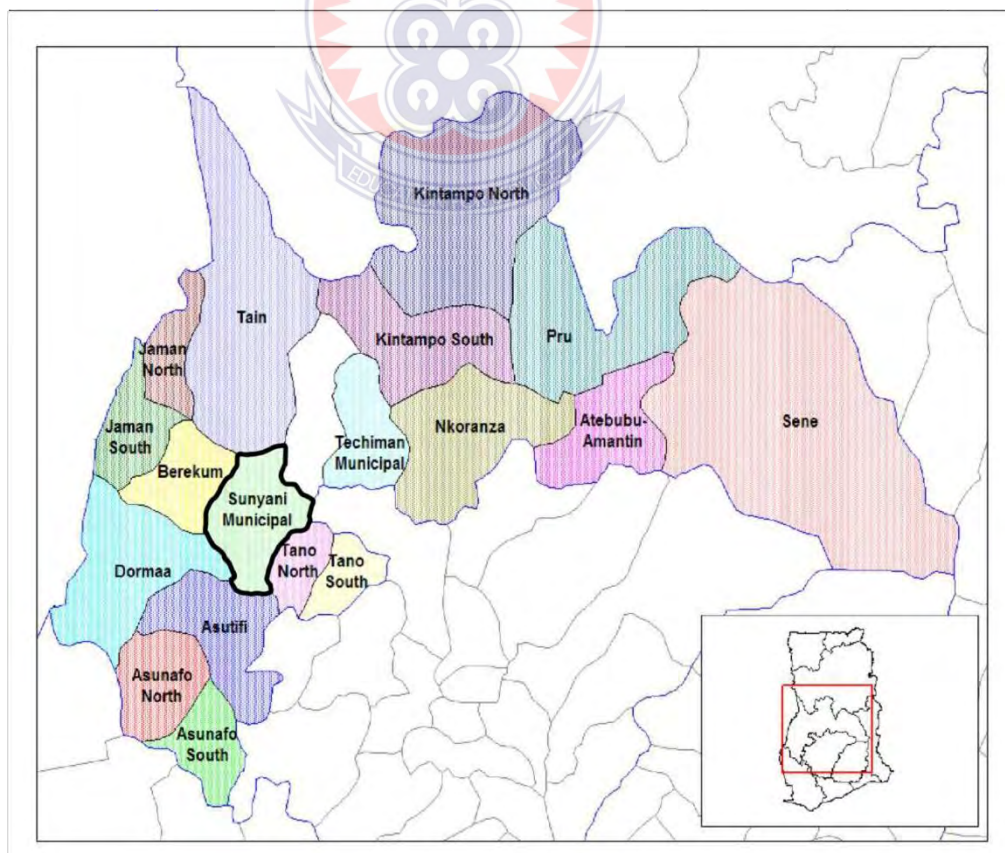 Kintampo North
Tain
Kintampo South
Pru
Jaman
North
Jaman
South
Techiman
Municipal
Nkoranza
Atebubu-
Amantin
Sene
Berekum
Sunyani
Municipal
Tano
North
Tano
South
Dormaa
Asutifi
Asunafo
North
Asunafo
South